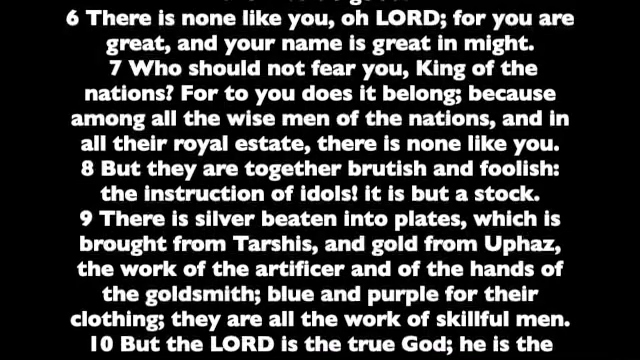 6 There is none like you, oh LORD; for you are
great, and your name is great in might.
7 Who should not fear you, King of the
nations? For to you does it belong; because
among all the wise men of the nations, and in
all their royal estate, there is none like you.
8 But they are together brutish and foolish:
the instruction of idols! it is but a stock.
9 There is silver beaten into plates, which is
brought from Tarshis, and gold from Uphaz,
the work of the artificer and of the hands of
the goldsmith; blue and purple for their
clothing; they are all the work of skillful men.
10 But the LORD is the true God; he is the